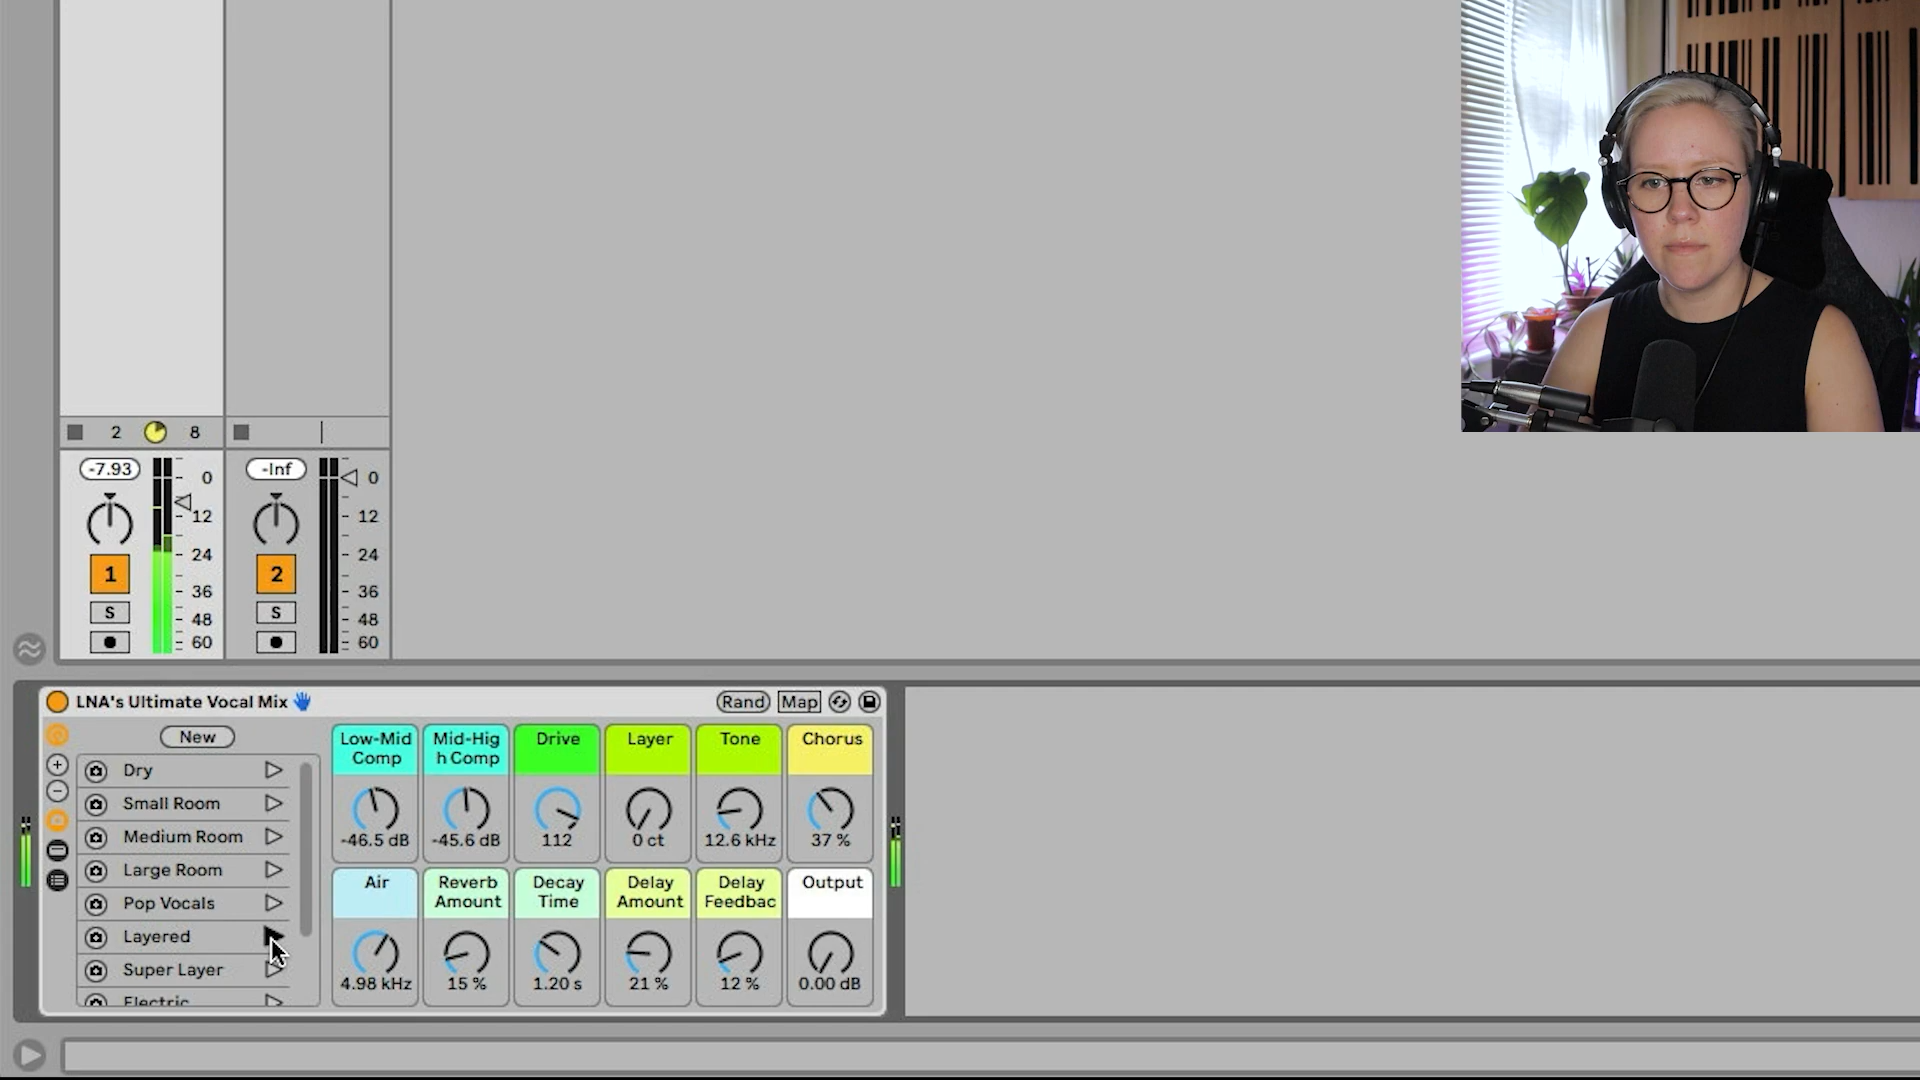 2 8
-7.93
0
12
24
36
48
60
1
S
-Inf
0
12
24
36
48
60
2
S
LNA's Ultimate Vocal Mix
Rand
Map
New
Dry
Small Room
Medium Room
Large Room
Pop Vocals
Layered
Super Layer
Electric
Low-Mid
Comp
-46.5 dB
Mid-Hig
h Comp
-45.6 dB
Drive
112
Layer
0 ct
Tone
12.6 kHz
Chorus
37 %
Air
4.98 kHz
Reverb
Amount
15 %
Decay
Time
1.20 s
Delay
Amount
21 %
Delay
Feedbac
12 %
Output
0.00 dB